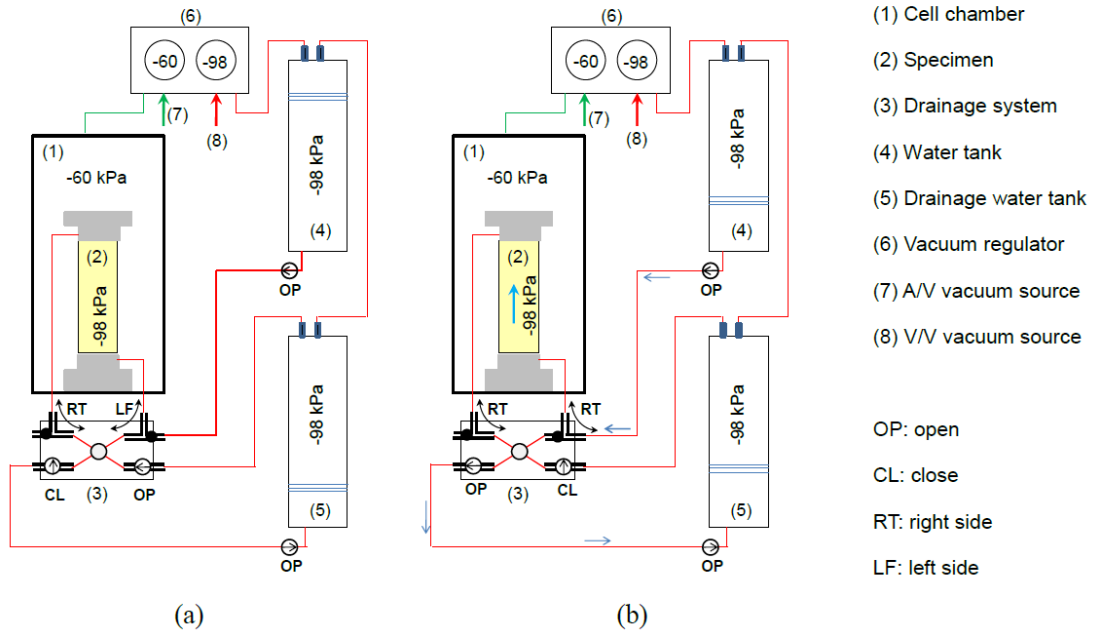 (6)
-60
-98
(7)
(8)
(1)
-60 kPa
-98 kPa
(4)
OP
(2)
-98 kPa
-98 kPa
RT
LF
CL
(3)
OP
(5)
OP
(a)
(6)
-60
-98
(7)
(8)
(1)
-60 kPa
-98 kPa
(4)
OP
(2)
-98 kPa
-98 kPa
RT
RT
OP
(3)
CL
(5)
OP
(b)
(1) Cell chamber
(2) Specimen
(3) Drainage system
(4) Water tank
(5) Drainage water tank
(6) Vacuum regulator
(7) A/V vacuum source
(8) V/V vacuum source
OP: open
CL: close
RT: right side
LF: left side